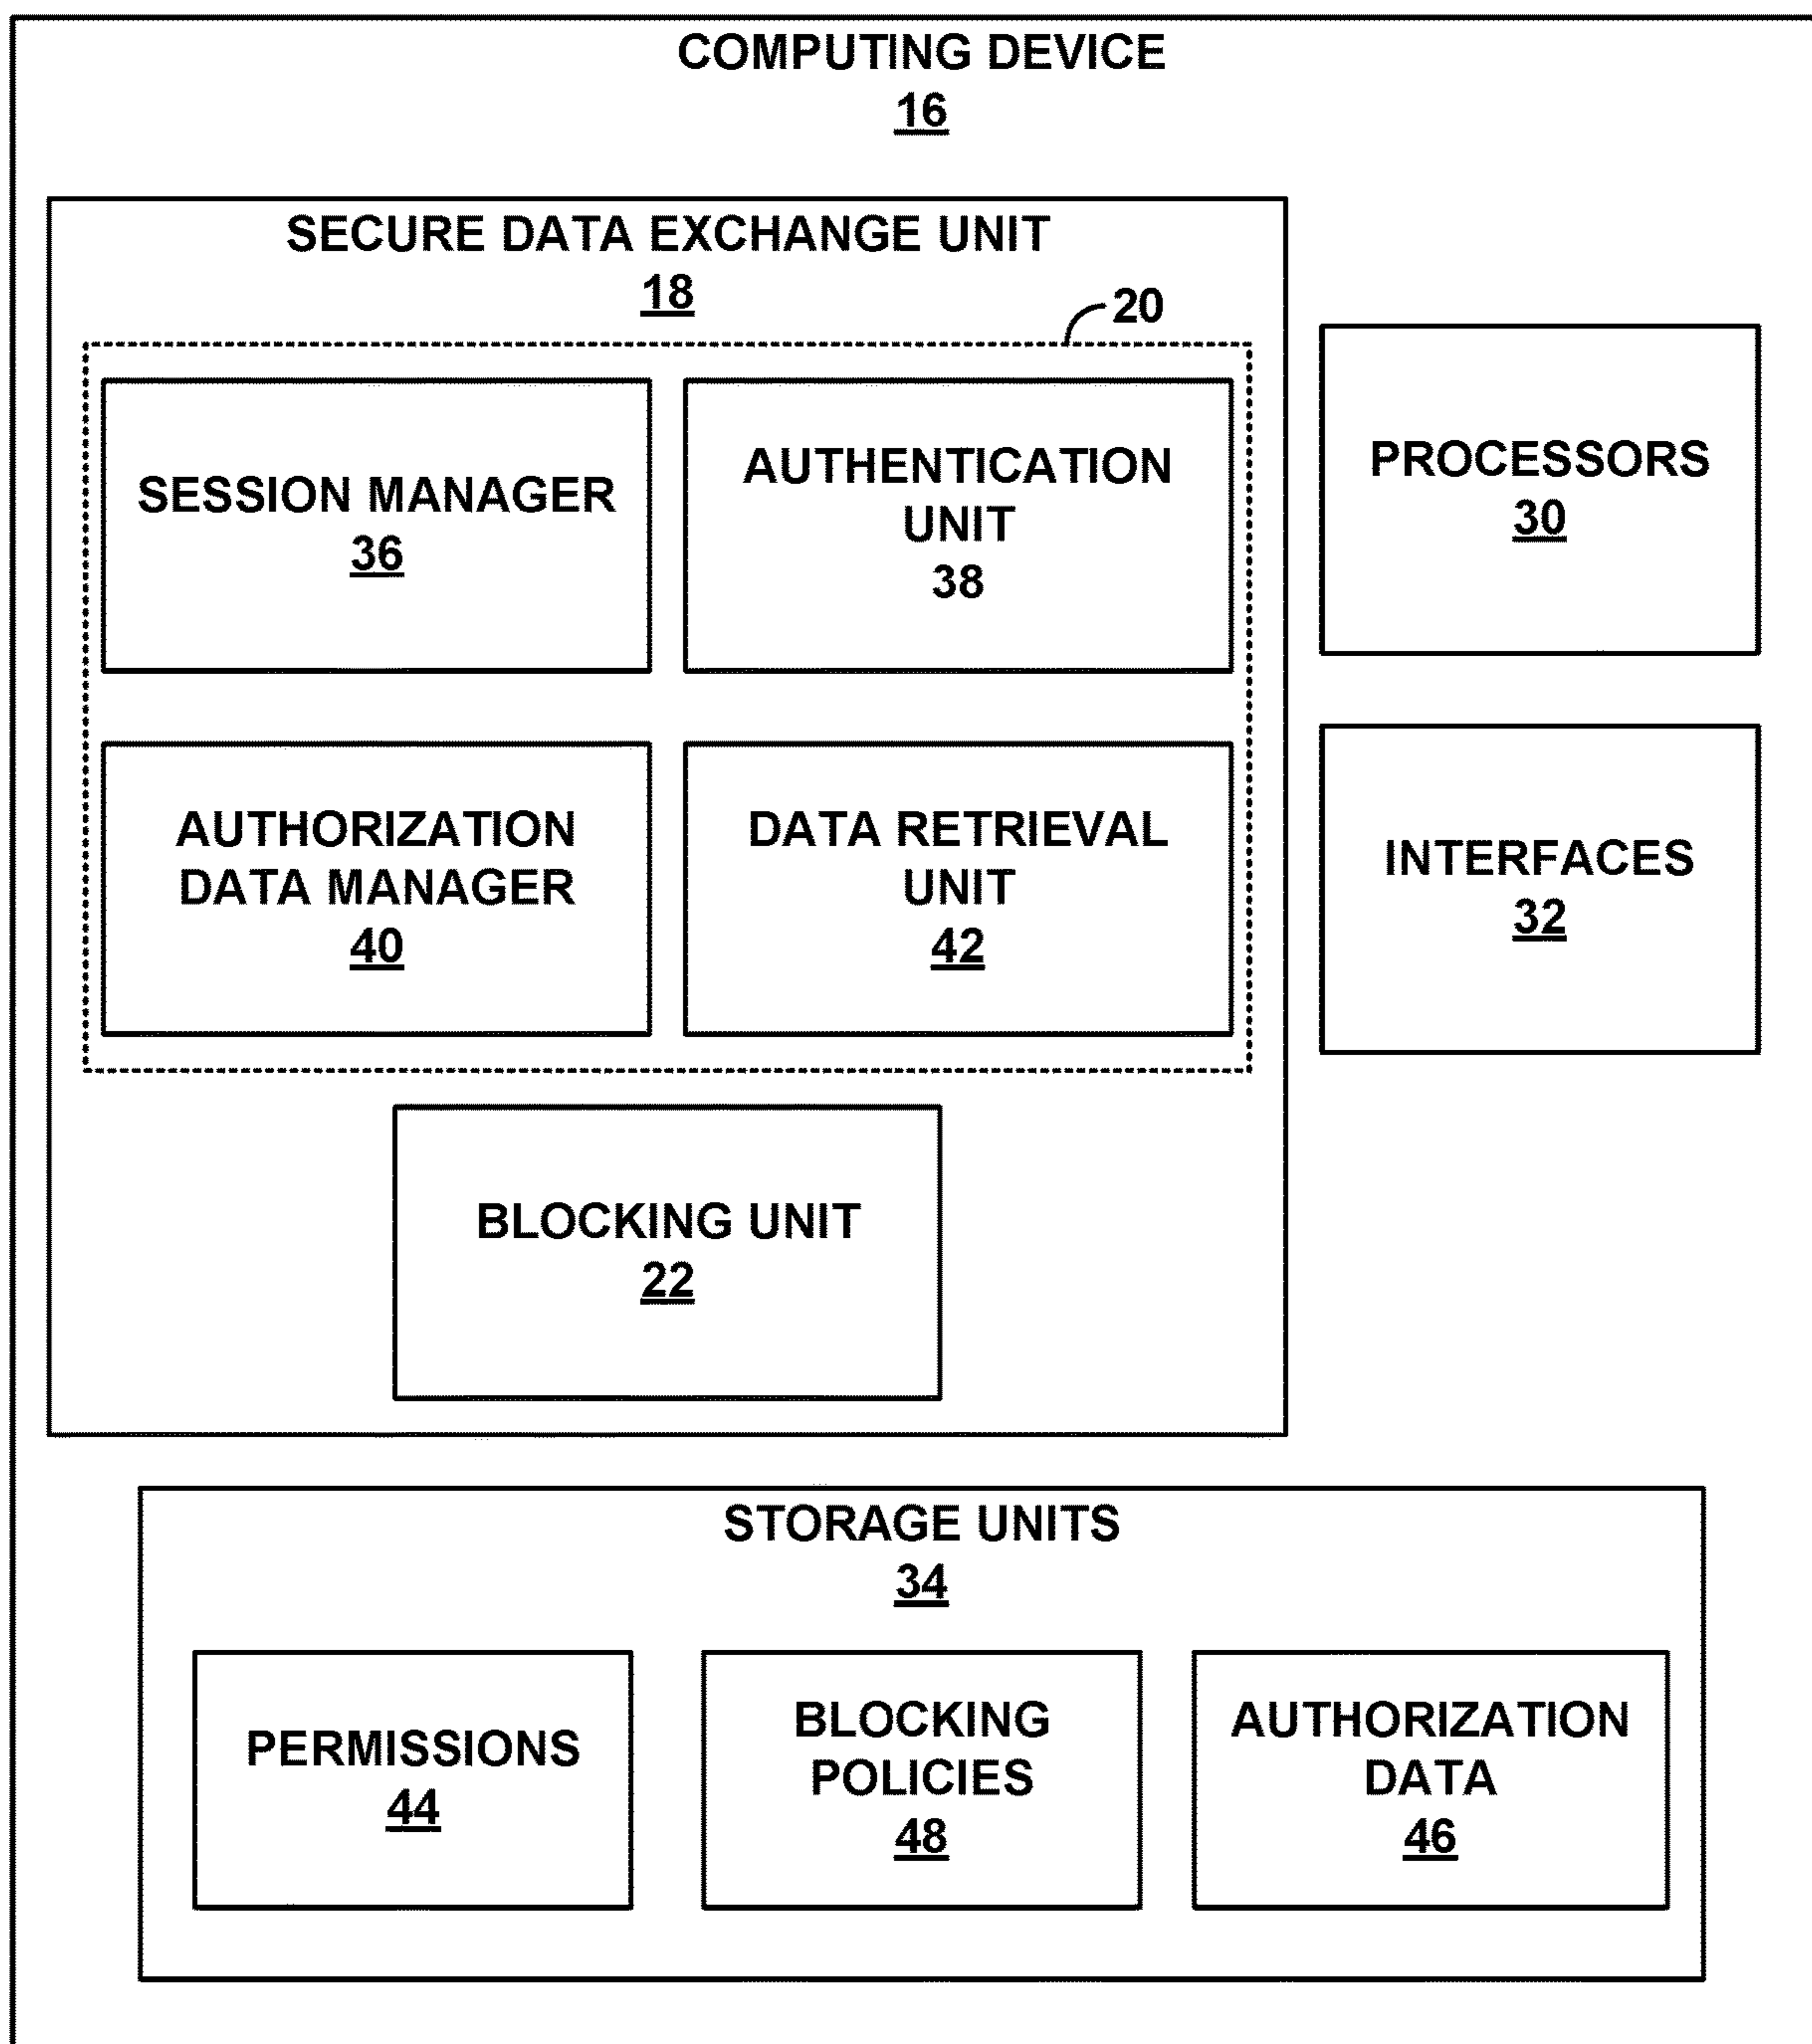 COMPUTING DEVICE
16
SECURE DATA EXCHANGE UNIT
18
20
SESSION MANAGER
36
AUTHENTICATION
UNIT
38
AUTHORIZATION
DATA MANAGER
40
DATA RETRIEVAL
UNIT
42
BLOCKING UNIT
22
PROCESSORS
30
INTERFACES
32
STORAGE UNITS
34
PERMISSIONS
44
BLOCKING
POLICIES
48
AUTHORIZATION
DATA
46